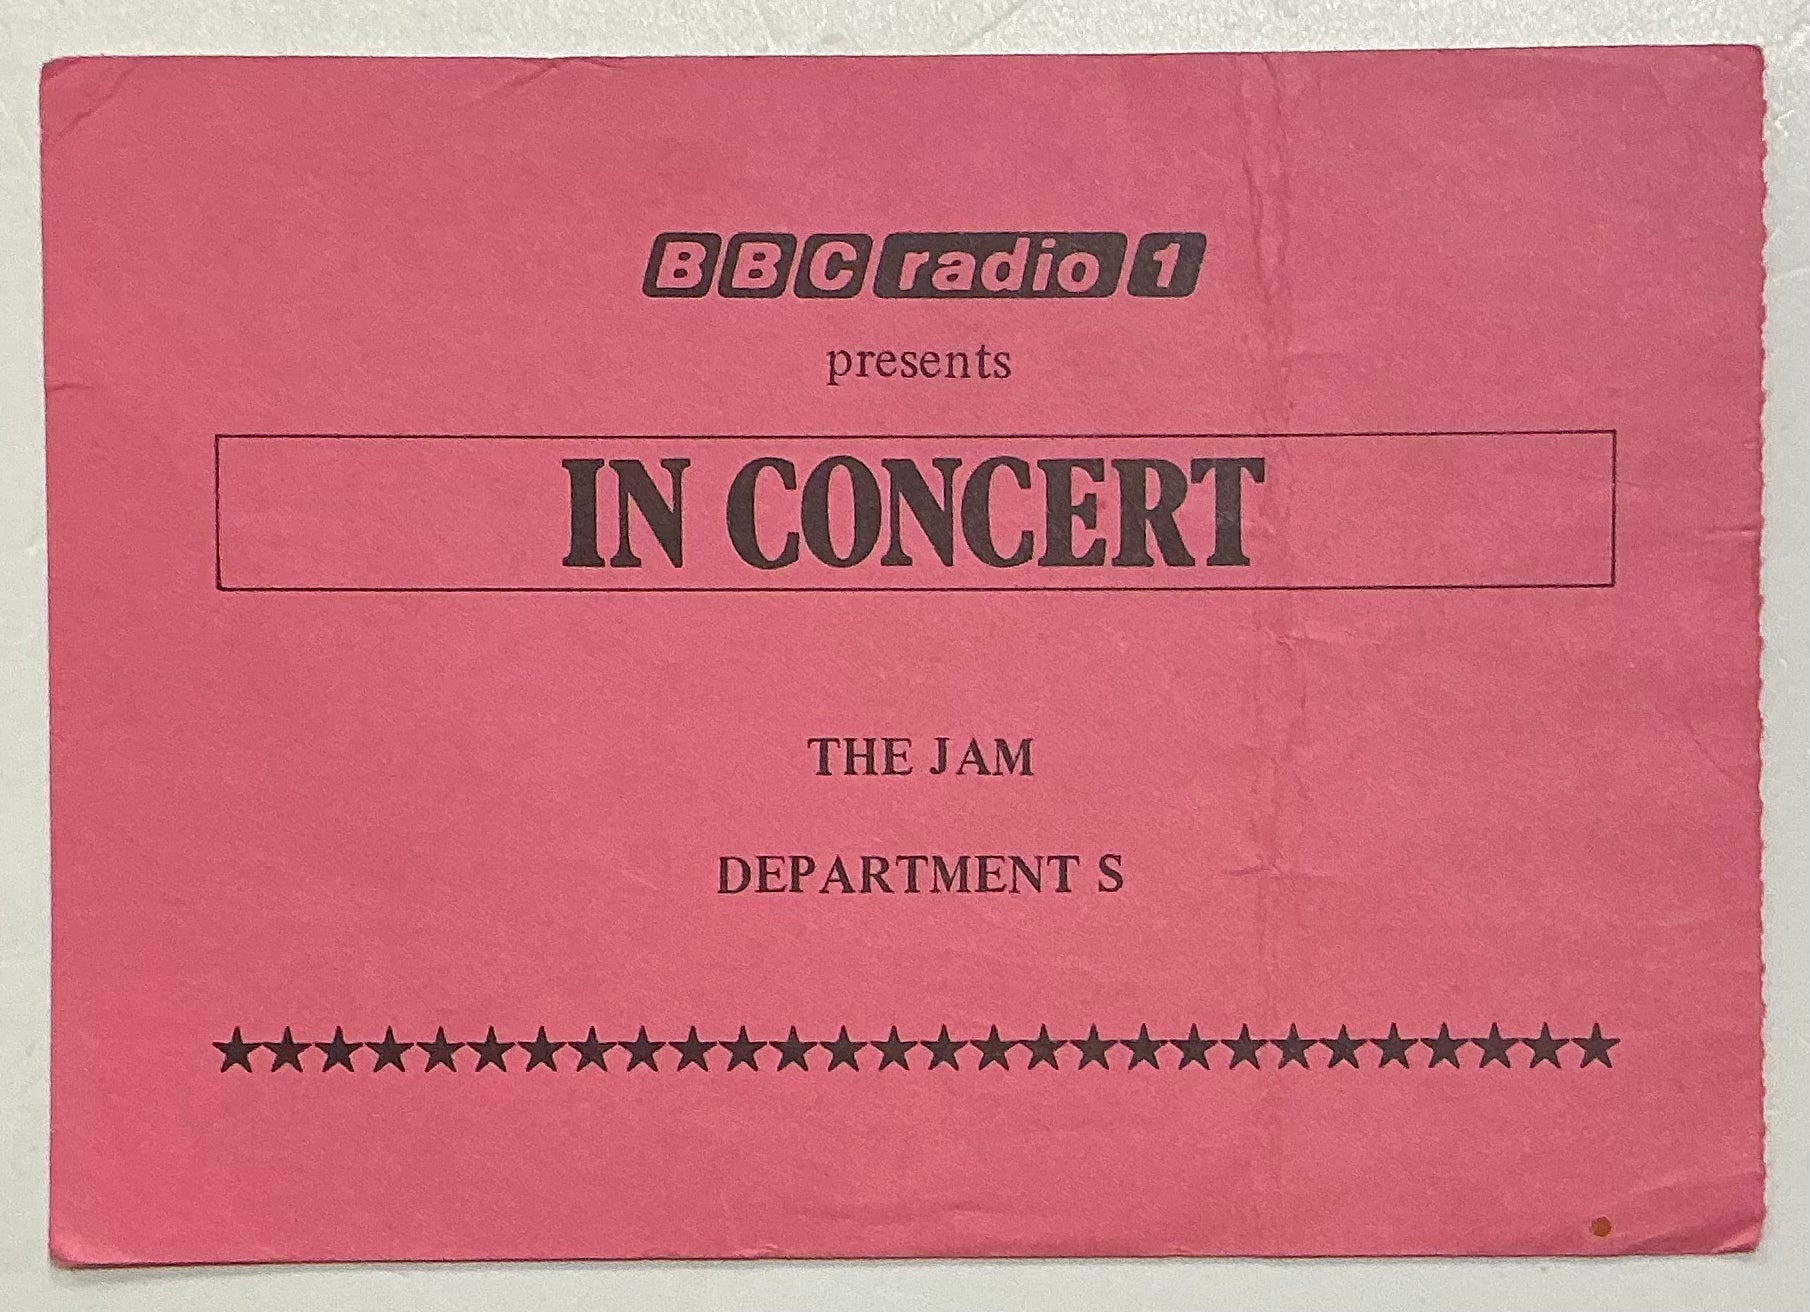 BBC radio 1
presents
IN CONCERT
THE JAM
DEPARTMENT S
★★★★★★★★★★★★★★★★★★★★★★★★★★★★